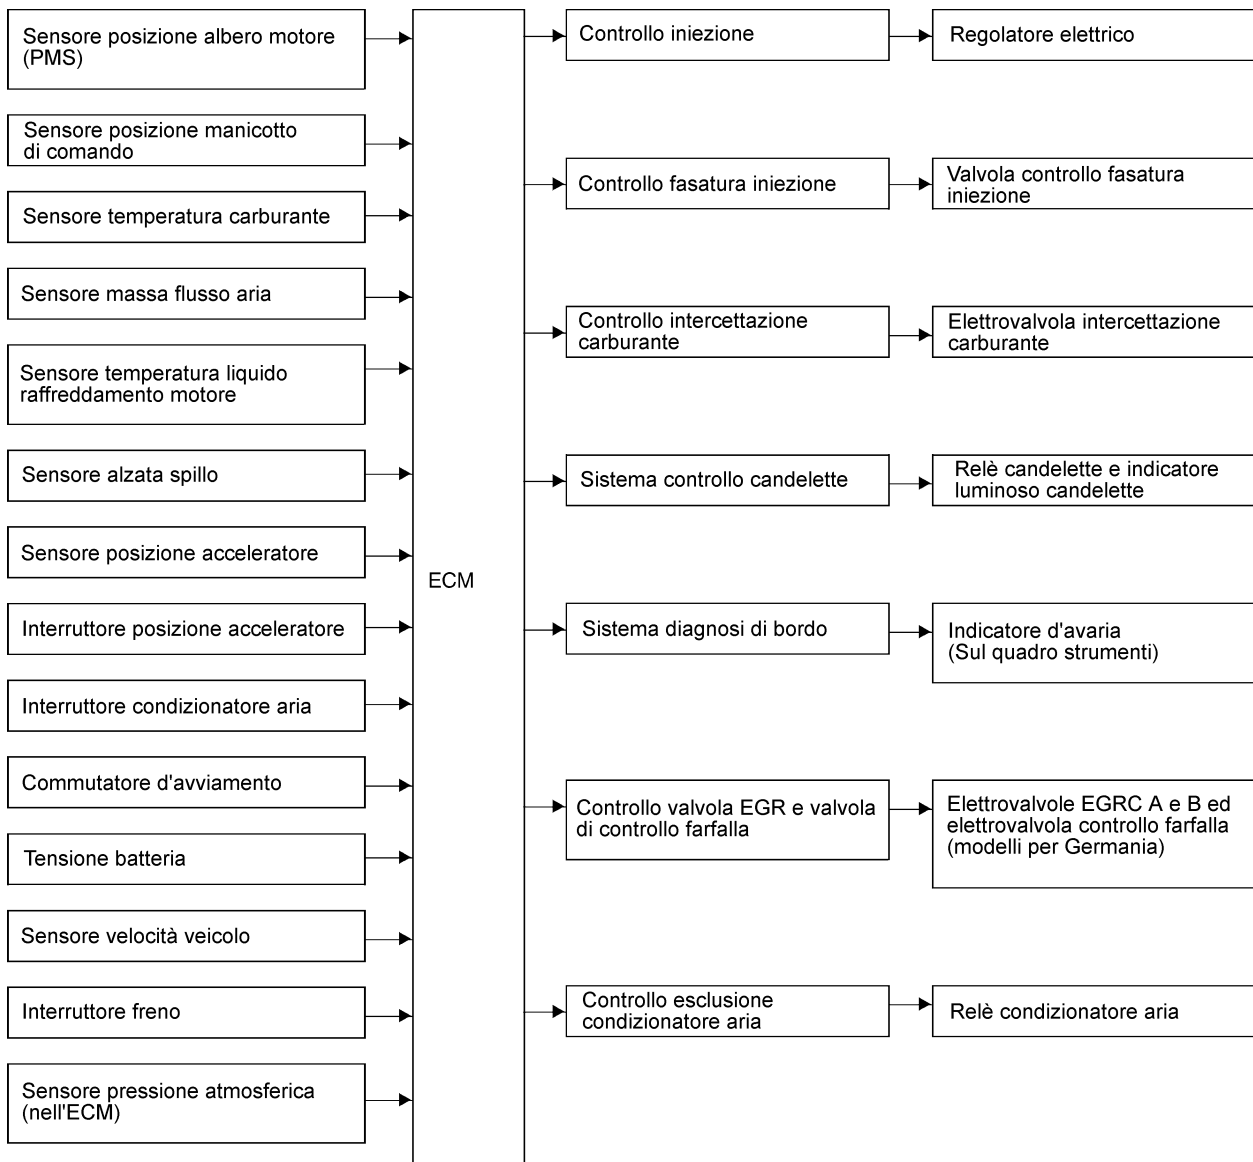 Sensore posizione albero motore
(PMS)
Sensore posizione manicotto
di comando
Sensore temperatura carburante
Sensore massa flusso aria
Sensore temperatura liquido
raffreddamento motore
Sensore alzata spillo
Sensore posizione acceleratore
Interruttore posizione acceleratore
Interruttore condizionatore aria
Commutatore d'avviamento
Tensione batteria
Sensore velocità veicolo
Interruttore freno
Sensore pressione atmosferica
(nell'ECM)
ECM
Controllo iniezione
Regolatore elettrico
Controllo fasatura iniezione
Valvola controllo fasatura
iniezione
Controllo intercettazione
carburante
Elettrovalvola intercettazione
carburante
Sistema controllo candelette
Relè candelette e indicatore
luminoso candelette
Sistema diagnosi di bordo
Indicatore d'avaria
(Sul quadro strumenti)
Controllo valvola EGR e valvola
di controllo farfalla
Elettrovalvole EGRC A e B ed
elettrovalvola controllo farfalla
(modelli per Germania)
Controllo esclusione
condizionatore aria
Relè condizionatore aria